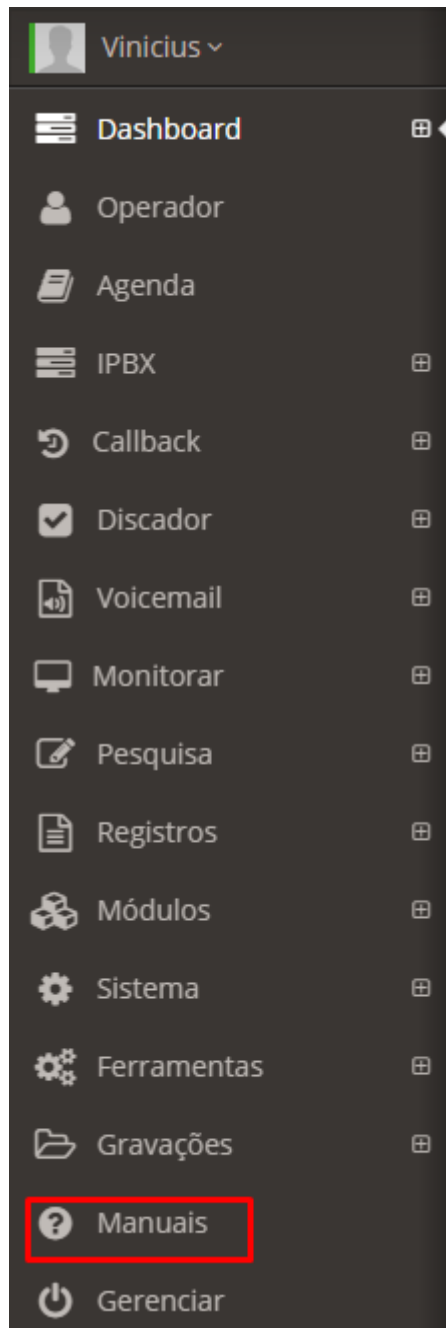 Vinicius
Dashboard
Operador
Agenda
IPBX
Callback
Discador
Voicemail
Monitorar
Pesquisa
Registros
Módulos
Sistema
Ferramentas
Gravações
Manuais
Gerenciar